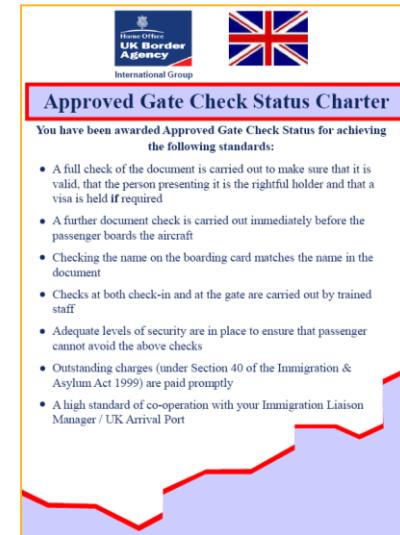 Home Office
UK Border
Agency
International Group
Approved Gate Check Status Charter
You have been awarded Approved Gate Check Status for achieving
the following standards:
• A full check of the document is carried out to make sure that it is
valid, that the person presenting it is the rightful holder and that a
visa is held if required
• A further document check is carried out immediately before the
passenger boards the aircraft
• Checking the name on the boarding card matches the name in the
document
• Checks at both check-in and at the gate are carried out by trained
staff
• Adequate levels of security are in place to ensure that passenger
cannot avoid the above checks
• Outstanding charges (under Section 40 of the Immigration &
Asylum Act 1999) are paid promptly
• A high standard of co-operation with your Immigration Liaison
Manager / UK Arrival Port